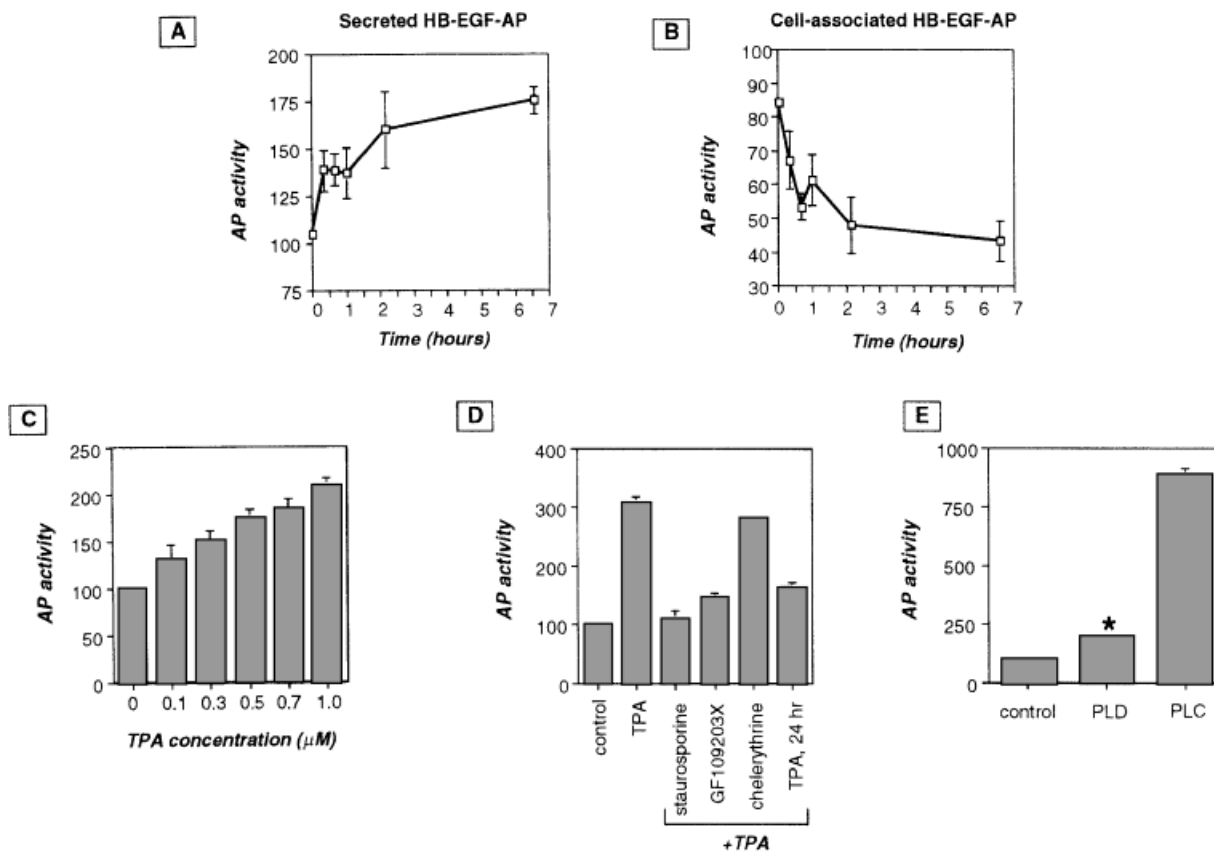 A
Secreted HB-EGF-AP
200
175
150
125
100
75
AP activity
0 1 2 3 4 5 6 7
Time (hours)
B
Cell-associated HB-EGF-AP
100
90
80
70
60
50
40
30
AP activity
0 1 2 3 4 5 6 7
Time (hours)
C
250
200
150
100
50
0
AP activity
0 0.1 0.3 0.5 0.7 1.0
TPA concentration (μM)
D
400
300
200
100
0
AP activity
control
TPA
staurosporine
GF109203X
chelerythrine
TPA, 24 hr
+TPA
E
1000
750
500
250
0
AP activity
*
control PLD PLC